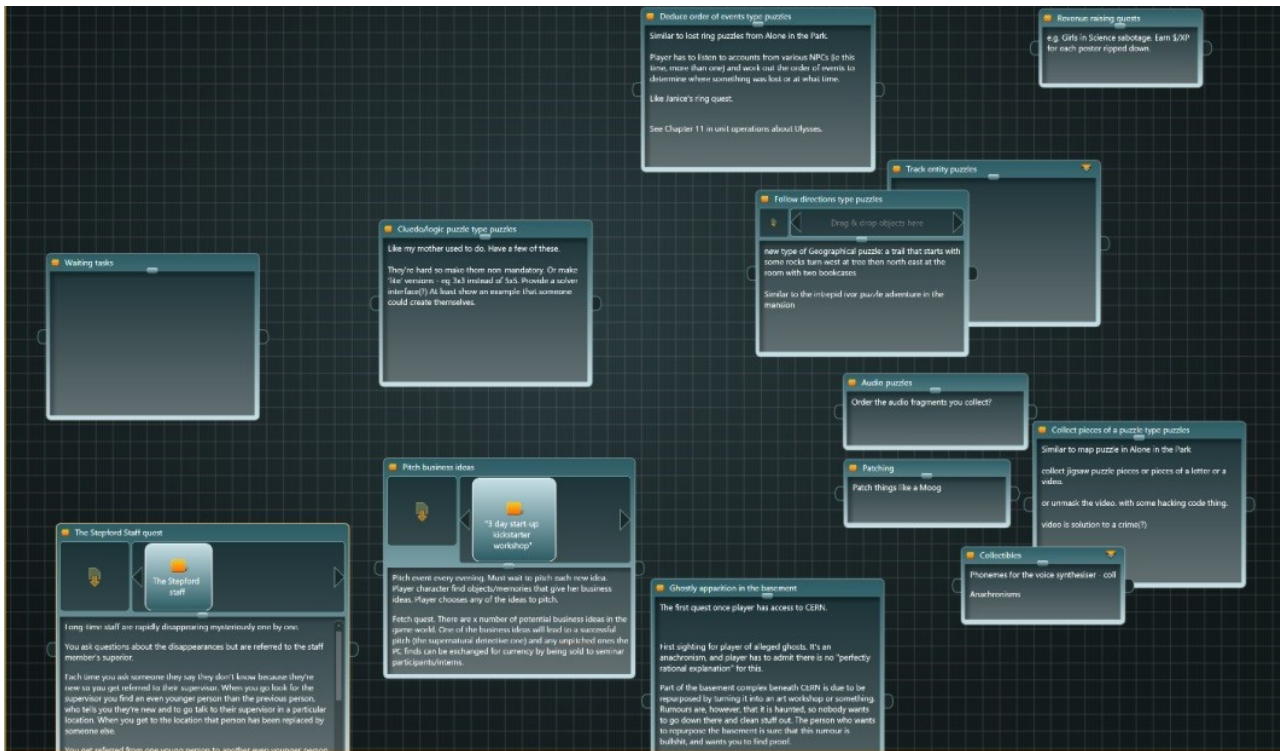 Deduce order of events type puzzles
Similar to lost ring puzzles from Alone in the Park.
Player has to listen to accounts from various NPCs (ie this
time, more than one) and work out the order of events to
determine where something was lost or at what time.
Like Janice's ring quest.
See Chapter 11 in unit operations about Ulysses.
Revenue raising quests
e.g. Girls in Science sabotage. Earn $/XP
for each poster ripped down.
Track entity puzzles
Follow directions type puzzles
Drag & drop objects here
new type of Geographical puzzle: a trail that starts with
some rocks turn west at tree then north east at the
room with two bookcases
Similar to the intrepid ivor puzzle adventure in the
mansion
Cluedo/logic puzzle type puzzles
Like my mother used to do. Have a few of these.
They're hard so make them non mandatory. Or make
'lite' versions - eg 3x3 instead of 5x5. Provide a solver
interface(?) At least show an example that someone
could create themselves.
Waiting tasks
Audio puzzles
Order the audio fragments you collect?
Collect pieces of a puzzle type puzzles
Similar to map puzzle in Alone in the Park
collect jigsaw puzzle pieces or pieces of a letter or a
video.
or unmask the video. with some hacking code thing.
video is solution to a crime(?)
Patching
Patch things like a Moog
Collectibles
Phonemes for the voice synthesiser - coll
Anachronisms
Pitch business ideas
"3 day start-up
kickstarter
workshop"
Pitch event every evening. Must wait to pitch each new idea.
Player character find objects/memories that give her business
ideas. Player chooses any of the ideas to pitch.
Fetch quest. There are x number of potential business ideas in the
game world. One of the business ideas will lead to a successful
pitch (the supernatural detective one) and any unpitched ones the
PC finds can be exchanged for currency by being sold to seminar
participants/interns.
The Stepford Staff quest
The Stepford
staff
Long-time staff are rapidly disappearing mysteriously one by one.
You ask questions about the disappearances but are referred to the staff
member's superior.
Each time you ask someone they say they don't know because they're
new so you get referred to their supervisor. When you go look for the
supervisor you find an even younger person than the previous person,
who tells you they're new and to go talk to their supervisor in a particular
location. When you get to the location that person has been replaced by
someone else.
You get referred from one young person to another even younger person
Ghostly apparition in the basement
The first quest once player has access to CERN.
First sighting for player of alleged ghosts. It's an
anachronism, and player has to admit there is no "perfectly
rational explanation" for this.
Part of the basement complex beneath CERN is due to be
repurposed by turning it into an art workshop or something.
Rumours are, however, that it is haunted, so nobody wants
to go down there and clean stuff out. The person who wants
to repurpose the basement is sure that this rumour is
bullshit, and wants you to find proof.